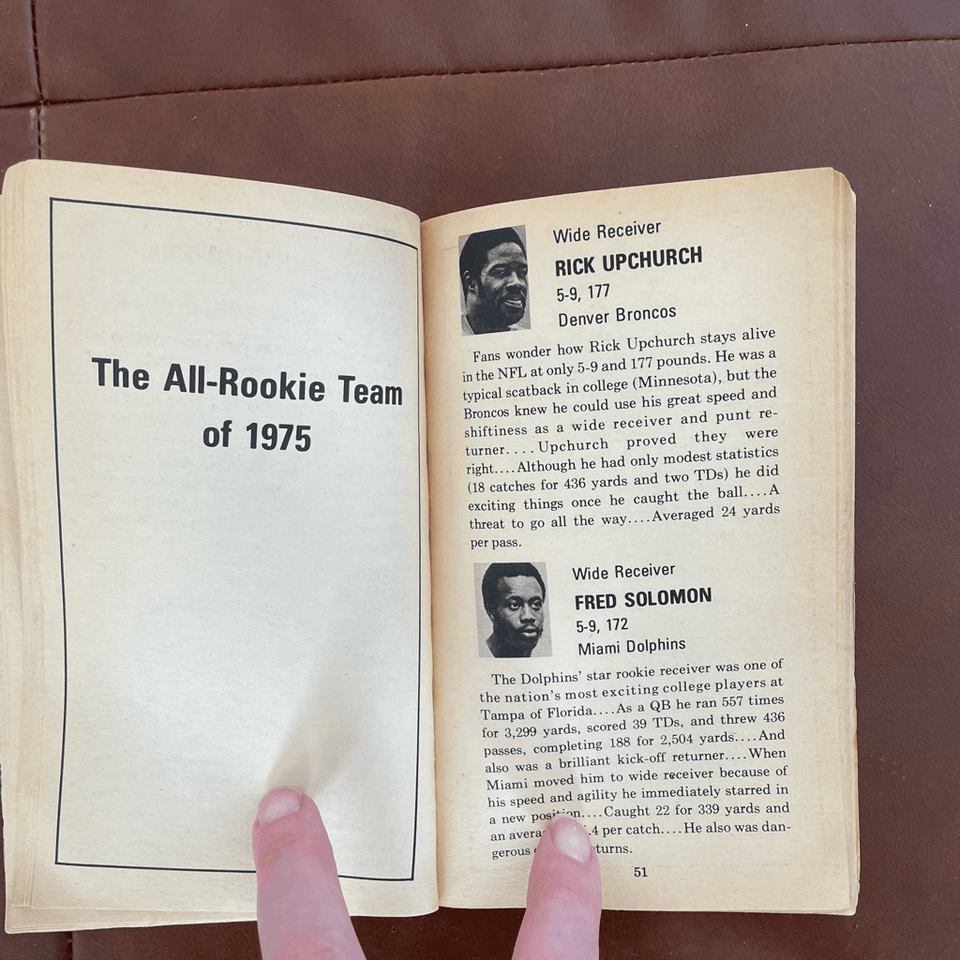 The All-Rookie Team
of 1975
Wide Receiver
RICK UPCHURCH
5-9, 177
Denver Broncos
Fans wonder how Rick Upchurch stays alive
in the NFL at only 5-9 and 177 pounds. He was a
typical scatback in college (Minnesota), but the
Broncos knew he could use his great speed and
shiftiness as a wide receiver and punt re-
turner....Upchurch proved they were
right....Although he had only modest statistics
(18 catches for 436 yards and two TDs) he did
exciting things once he caught the ball....A
threat to go all the way....Averaged 24 yards
per pass.
Wide Receiver
FRED SOLOMON
5-9, 172
Miami Dolphins
The Dolphins' star rookie receiver was one of
the nation's most exciting college players at
Tampa of Florida....As a QB he ran 557 times
for 3,299 yards, scored 39 TDs, and threw 436
passes, completing 188 for 2,504 yards....And
also was a brilliant kick-off returner....When
Miami moved him to wide receiver because of
his speed and agility he immediately starred in
a new position....Caught 22 for 339 yards and
an .4 per catch....He also was dan-
gerous
51